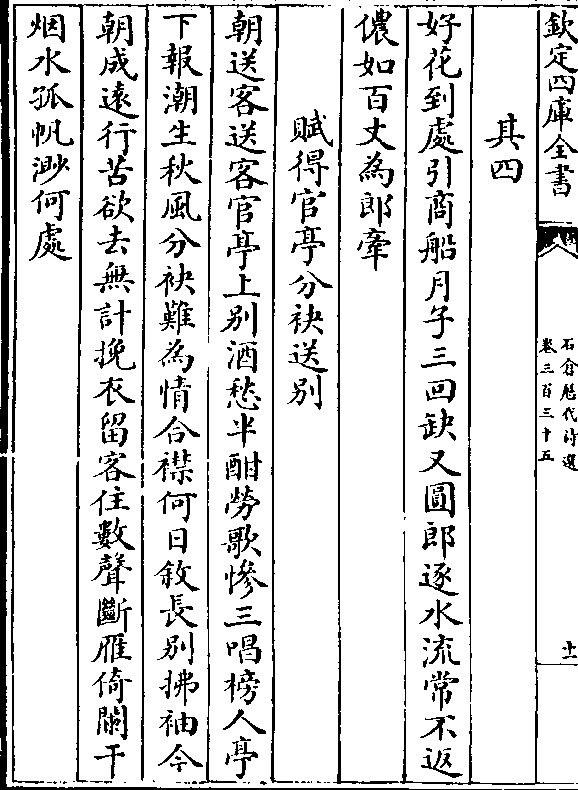 欽定四庫全書
石倉歷代詩選
卷三百三十五
十一
其四
好花到處引商船月子三回缺又圓郎逐水流常不返
儂如百丈為郎牽
賦得官亭分袂送別
朝送客送客官亭上別酒愁半酣勞歌慘三唱榜人亭
下報潮生秋風分袂難為情合襟何日敘長別拂袖今
朝成遠行苦欲去無計挽衣留客住數聲斷雁倚闌干
烟水孤帆渺何處